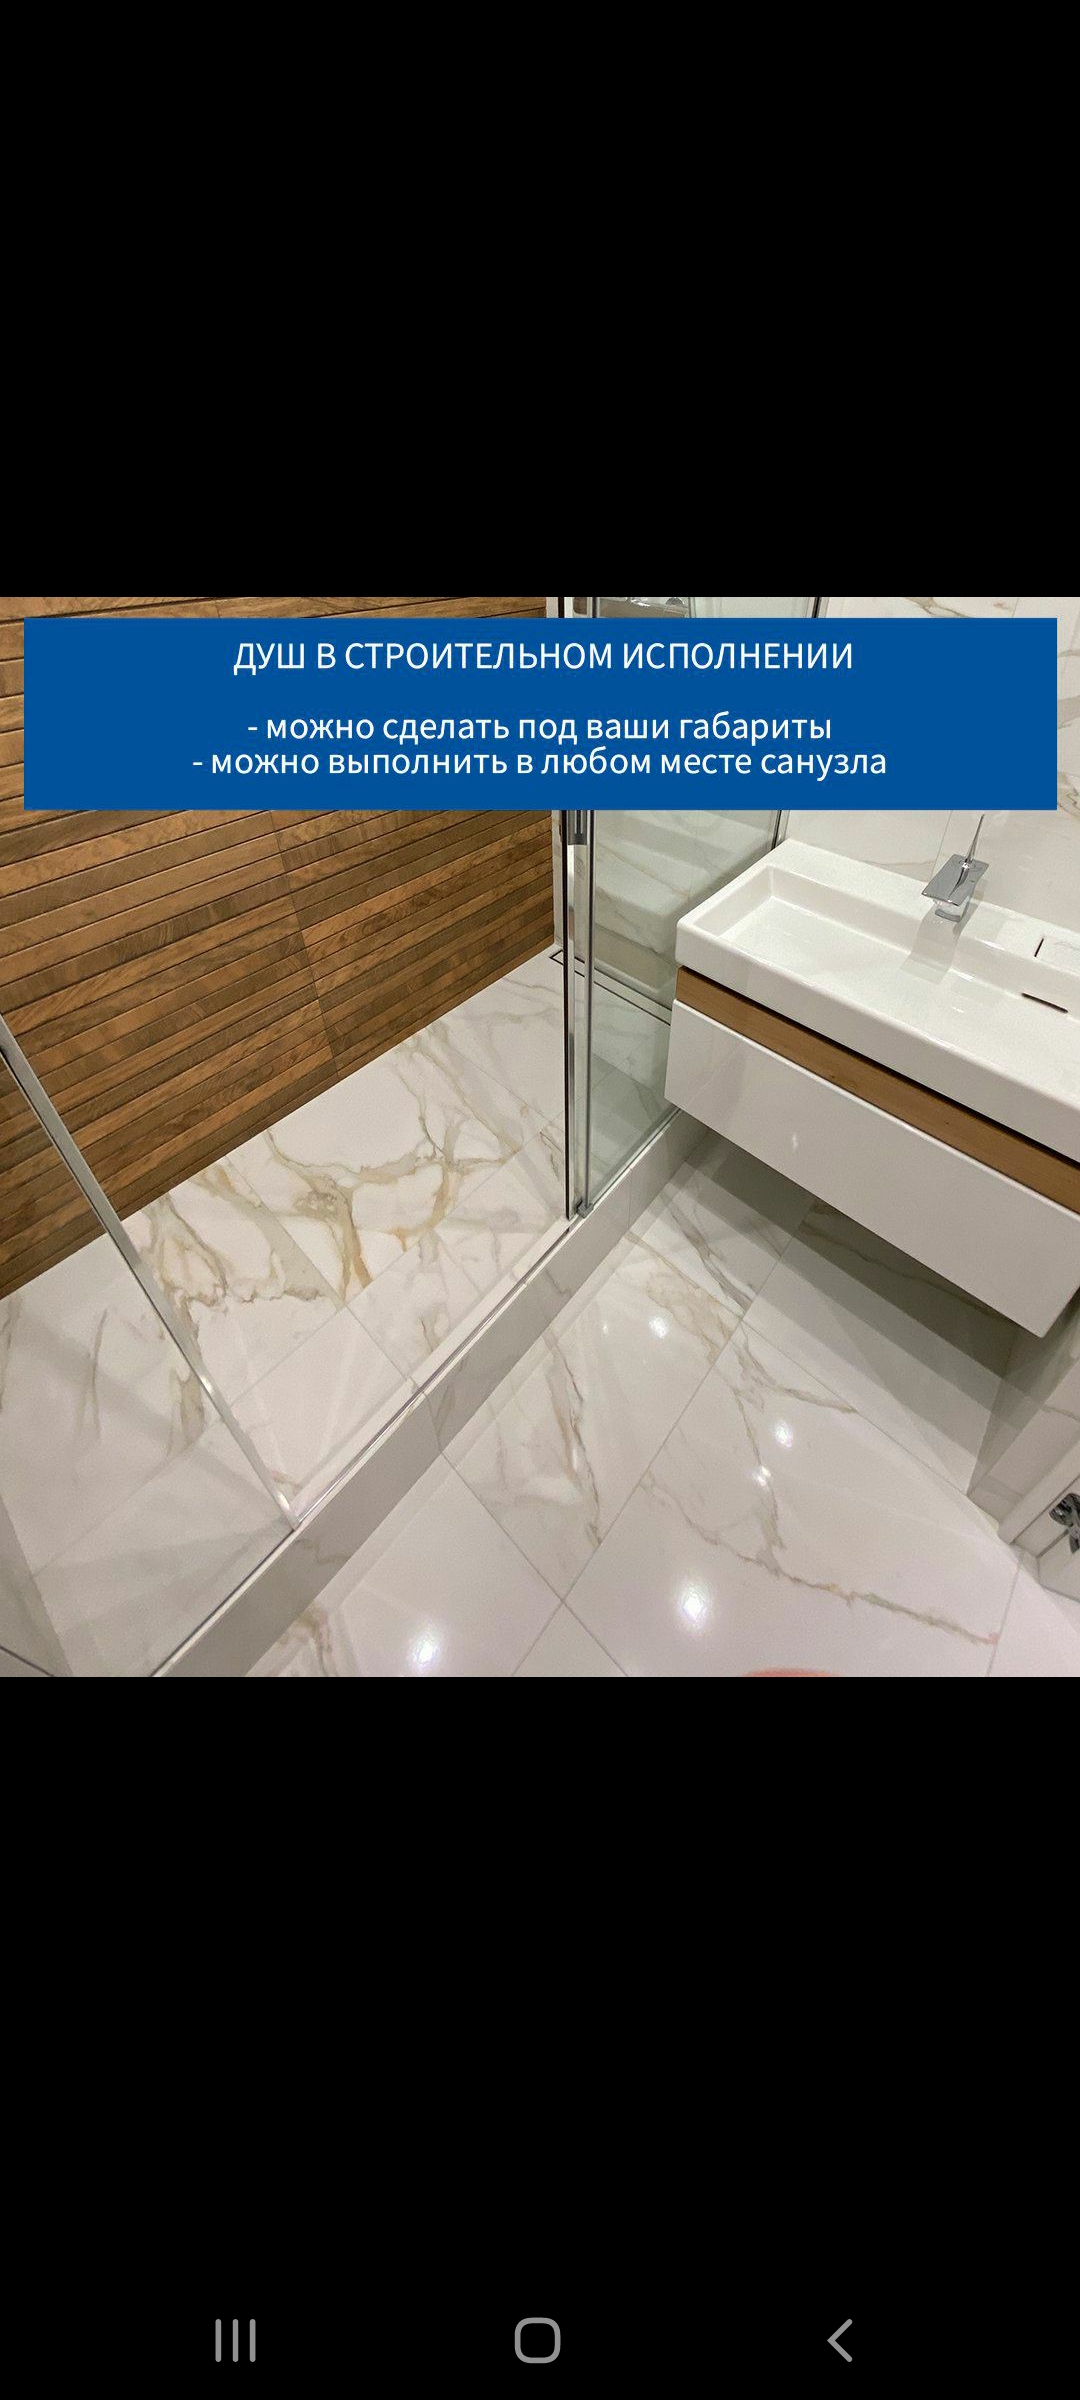 ДУШ В СТРОИТЕЛЬНОМ ИСПОЛНЕНИИ
- можно сделать под ваши габариты
- можно выполнить в любом месте санузла